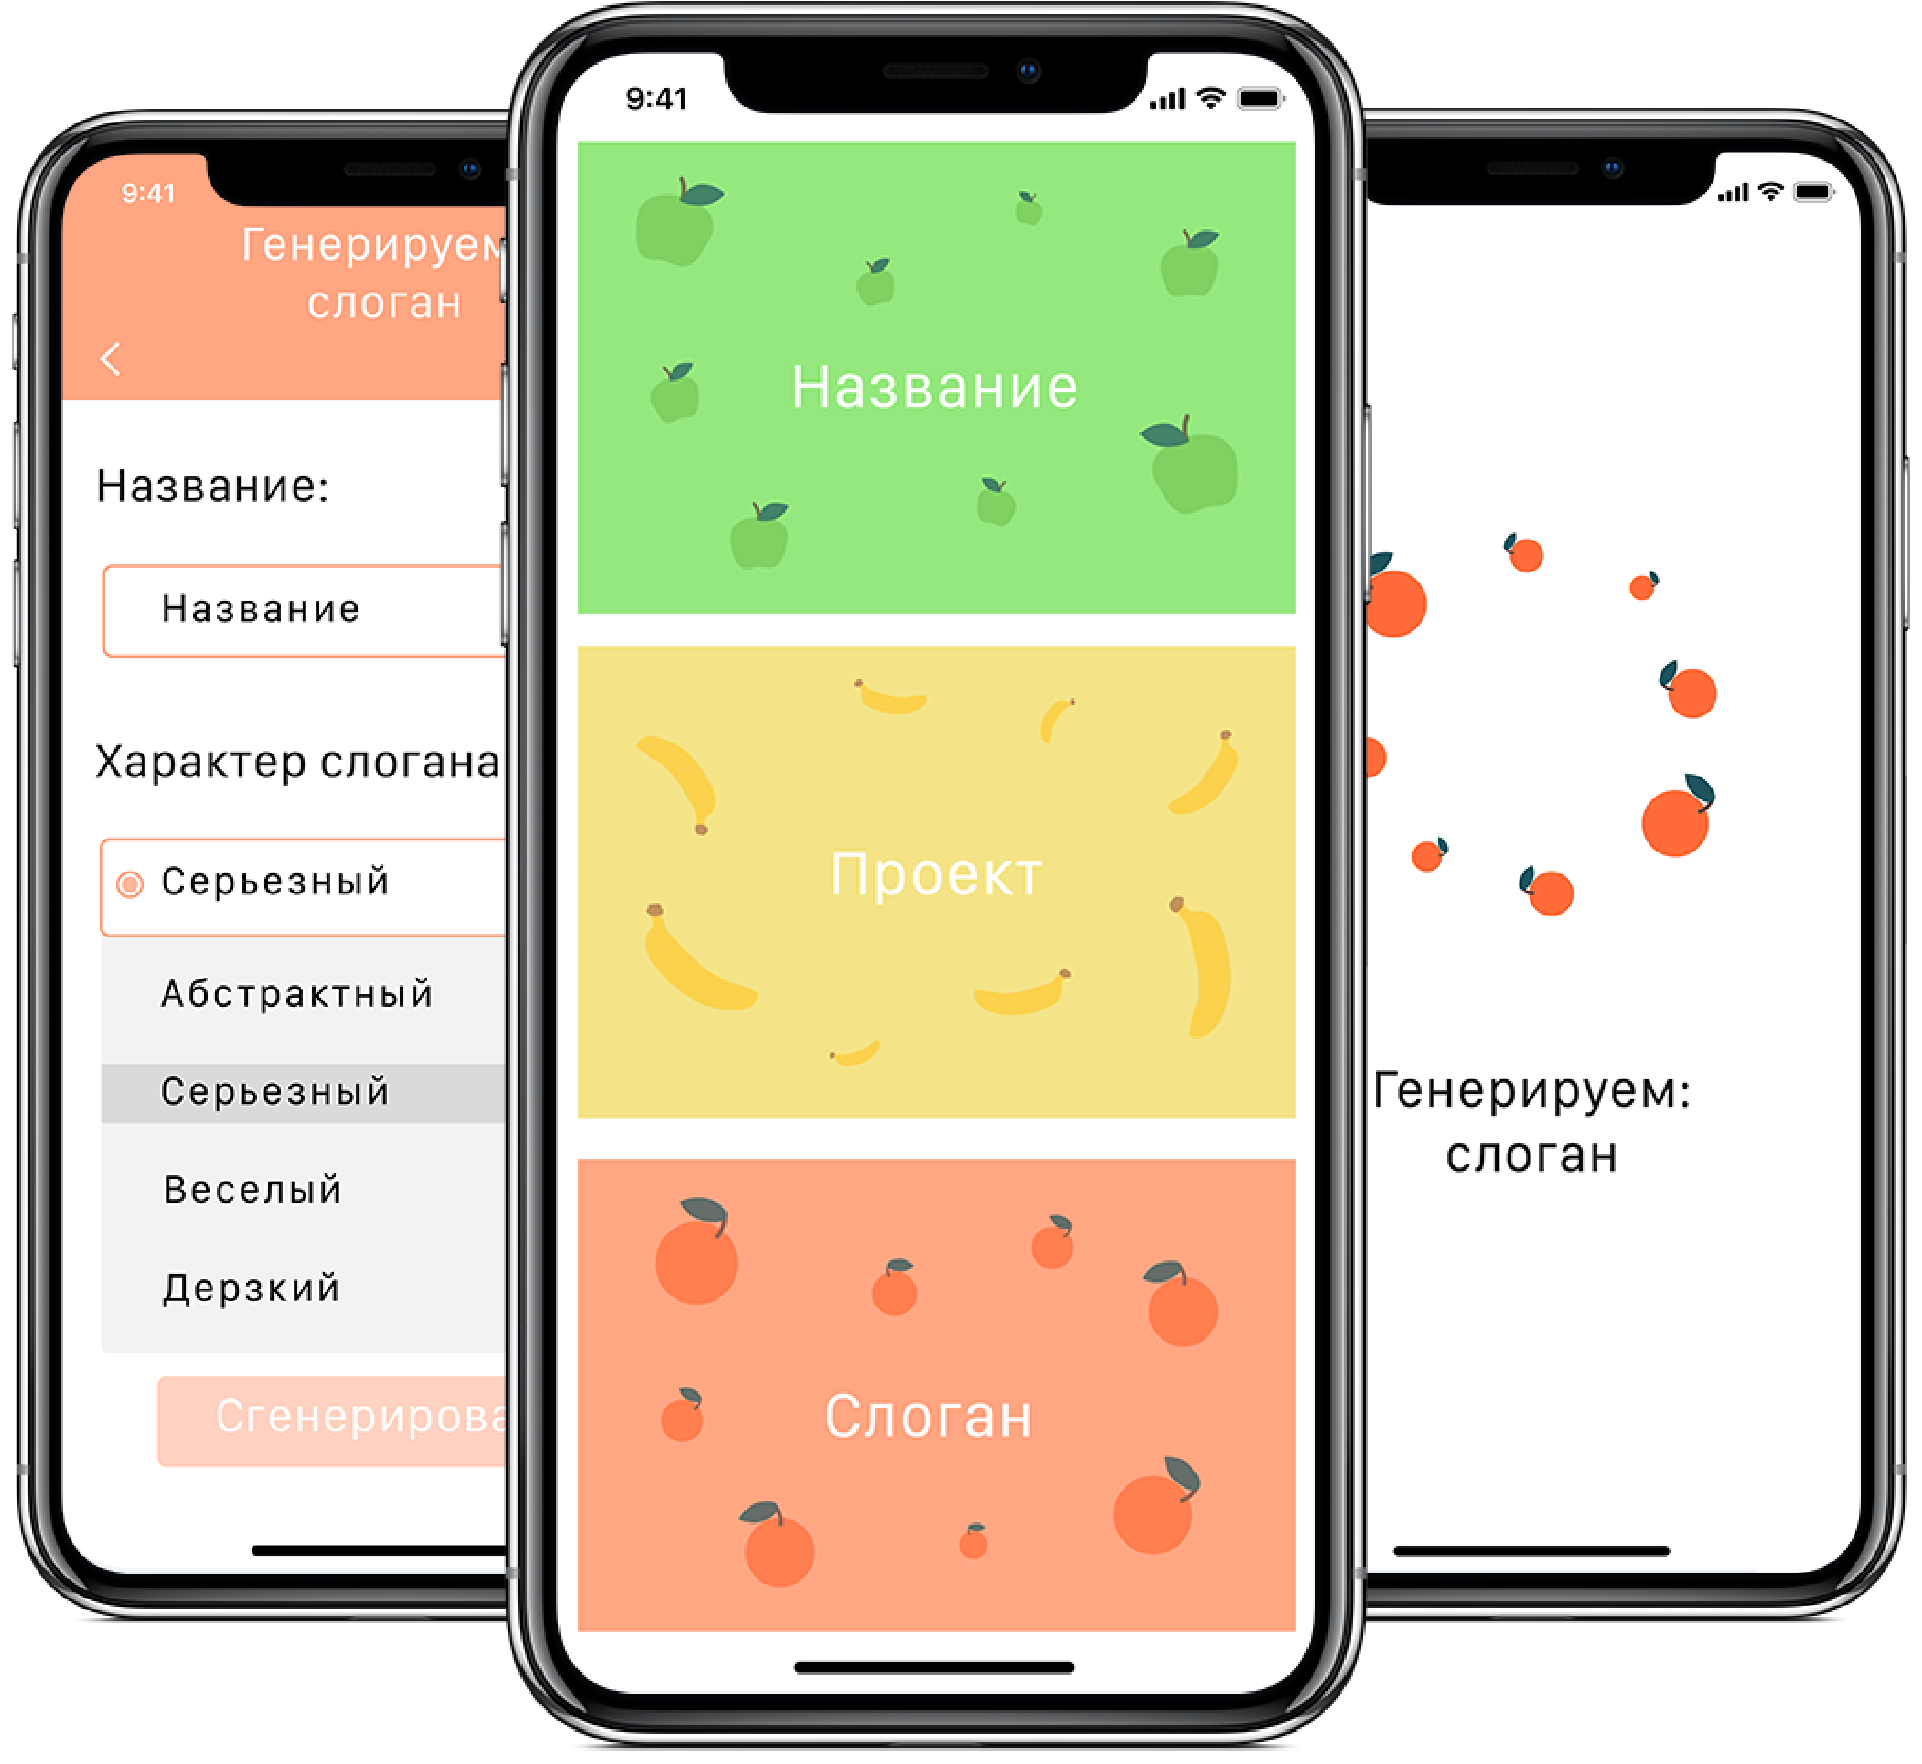 9:41
Генерируем
слоган
Название:
Название
Характер слогана
Серьезный
Абстрактный
Серьезный
Веселый
Дерзкий
Сгенерирова
9:41
Название
Проект
Слоган
Генерируем:
слоган